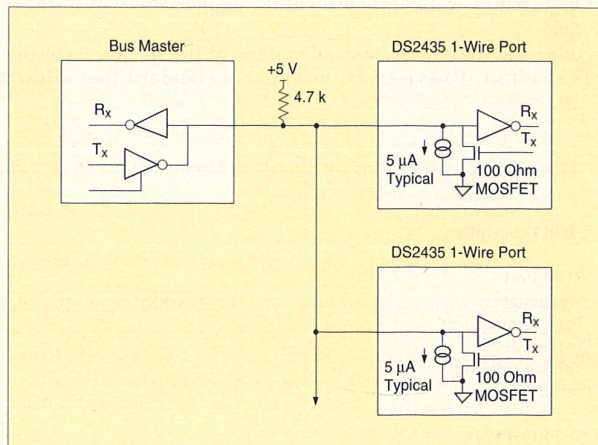 Bus Master
DS2435 1-Wire Port
+5 V
4.7 k
Rx
Tx
Rx
Tx
5 μA
Typical
100 Ohm
MOSFET
DS2435 1-Wire Port
Rx
Tx
5 μA
Typical
100 Ohm
MOSFET